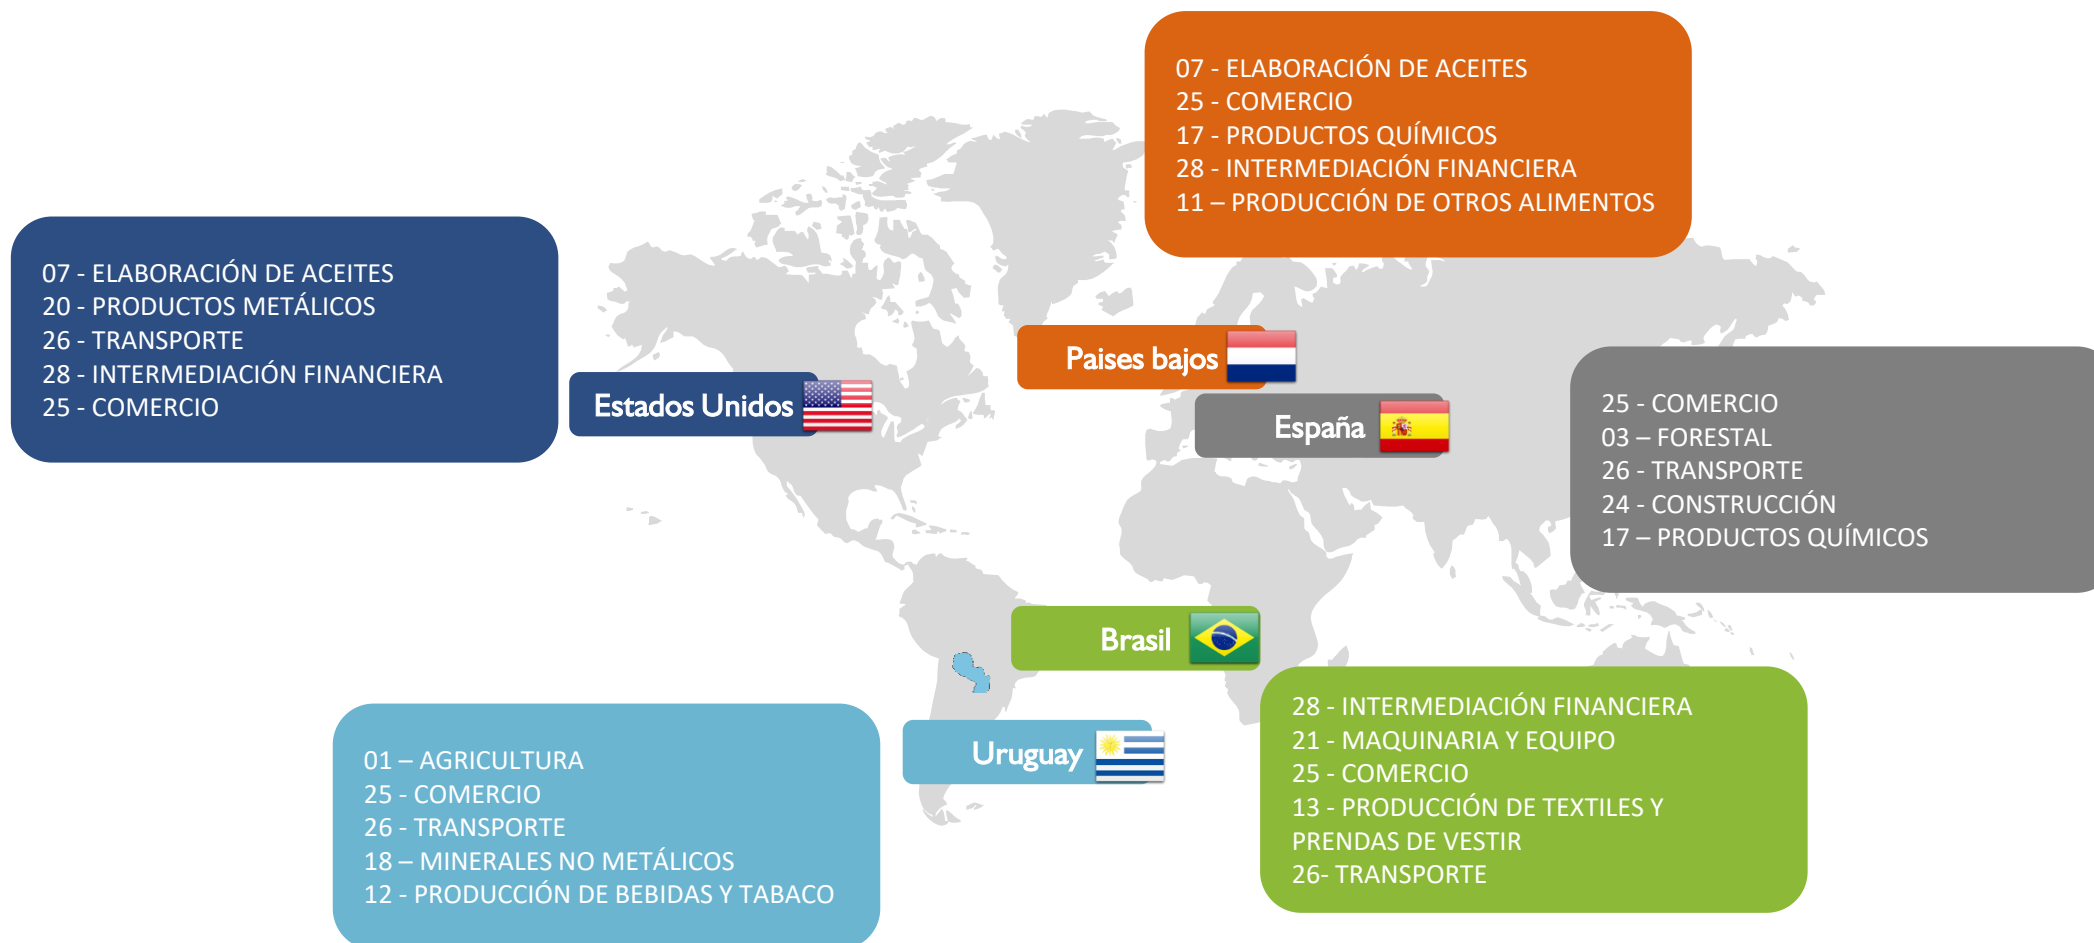 07 - ELABORACIÓN DE ACEITES
25 - COMERCIO
17 - PRODUCTOS QUÍMICOS
28 - INTERMEDIACIÓN FINANCIERA
11 – PRODUCCIÓN DE OTROS ALIMENTOS
07 - ELABORACIÓN DE ACEITES
20 - PRODUCTOS METÁLICOS
26 - TRANSPORTE
28 - INTERMEDIACIÓN FINANCIERA
25 - COMERCIO
Estados Unidos
Paises bajos
España
25 - COMERCIO
03 – FORESTAL
26 - TRANSPORTE
24 - CONSTRUCCIÓN
17 – PRODUCTOS QUÍMICOS
Brasil
28 - INTERMEDIACIÓN FINANCIERA
21 - MAQUINARIA Y EQUIPO
25 - COMERCIO
13 - PRODUCCIÓN DE TEXTILES Y
PRENDAS DE VESTIR
26- TRANSPORTE
Uruguay
01 – AGRICULTURA
25 - COMERCIO
26 - TRANSPORTE
18 – MINERALES NO METÁLICOS
12 - PRODUCCIÓN DE BEBIDAS Y TABACO